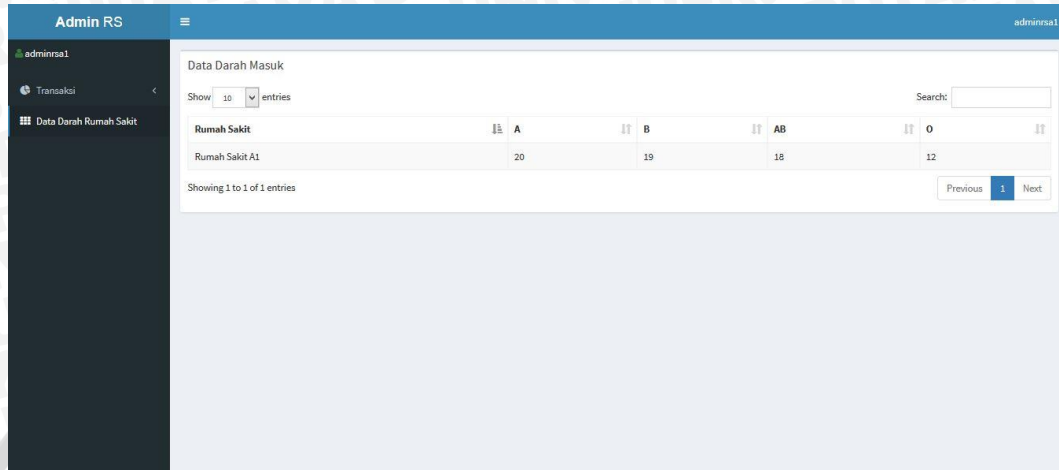 Admin RS
adminrsa1
adminrsa1
Transaksi
Data Darah Rumah Sakit
Data Darah Masuk
Show 10 entries Search:
Rumah Sakit A B AB O
Rumah Sakit A1 20 19 18 12
Showing 1 to 1 of 1 entries Previous 1 Next